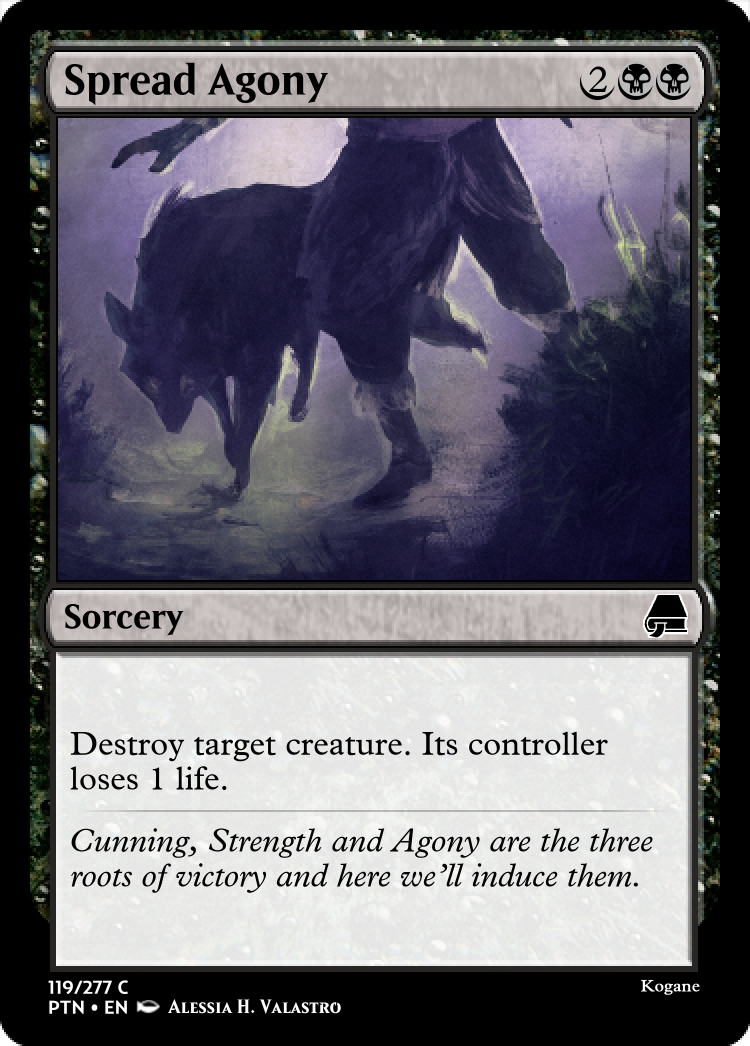 Spread Agony 2
Sorcery
Destroy target creature. Its controller
loses 1 life.
Cunning, Strength and Agony are the three
roots of victory and here we'll induce them.
119/277 C
Kogane
PTN • EN Alessia H. Valastro